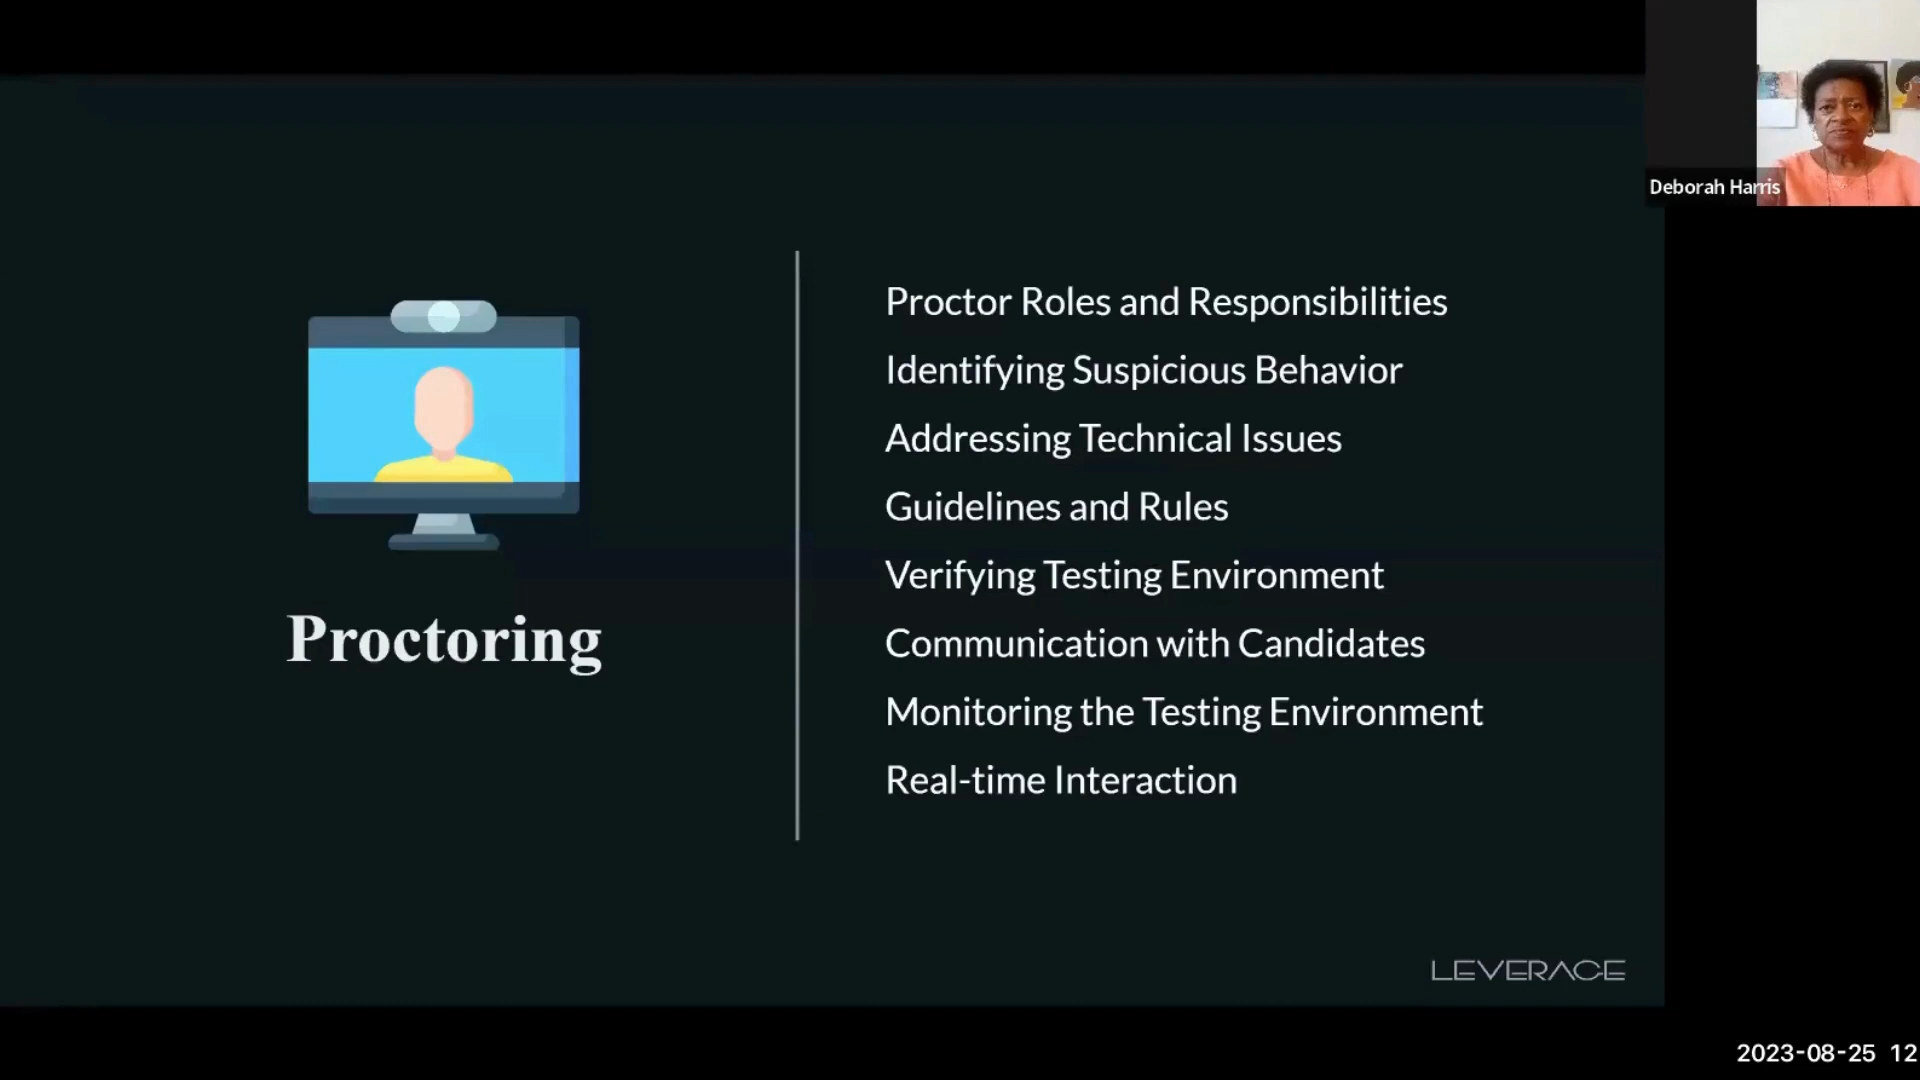 Deborah Harris
Proctoring
Proctor Roles and Responsibilities
Identifying Suspicious Behavior
Addressing Technical Issues
Guidelines and Rules
Verifying Testing Environment
Communication with Candidates
Monitoring the Testing Environment
Real-time Interaction
LEVERAGE
2023-08-25 12